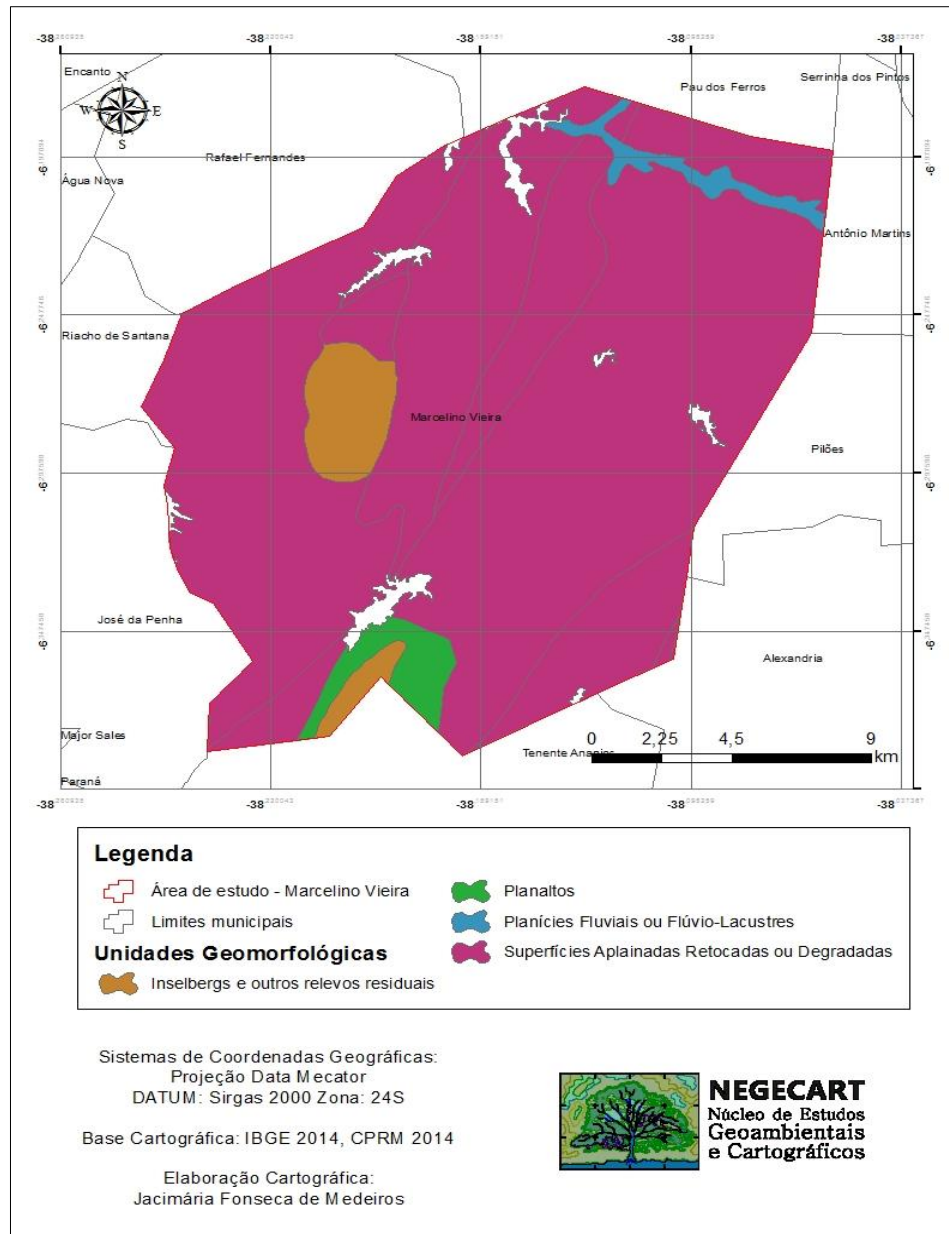 -38 260935 -38 220043 -38 159151 -38 098259 -38 037367
Encanto
N
W E
S
Pau dos Ferros
Serrinha dos Pintos
Rafael Fernandes
Água Nova
Antônio Martins
Riacho de Santana
Marcelino Vieira
Pilões
José da Penha
Alexandria
Major Sales
Tenente Ananias
Paraná
0 2,25 4,5 9
km
Legenda
Área de estudo - Marcelino Vieira
Limites municipais
Unidades Geomorfológicas
Inselbergs e outros relevos residuais
Planaltos
Planícies Fluviais ou Flúvio-Lacustres
Superfícies Aplainadas Retocadas ou Degradadas
Sistemas de Coordenadas Geográficas:
Projeção Data Mecator
DATUM: Sirgas 2000 Zona: 24S
Base Cartográfica: IBGE 2014, CPRM 2014
Elaboração Cartográfica:
Jacimária Fonseca de Medeiros
NEGECART
Núcleo de Estudos
Geoambientais
e Cartográficos